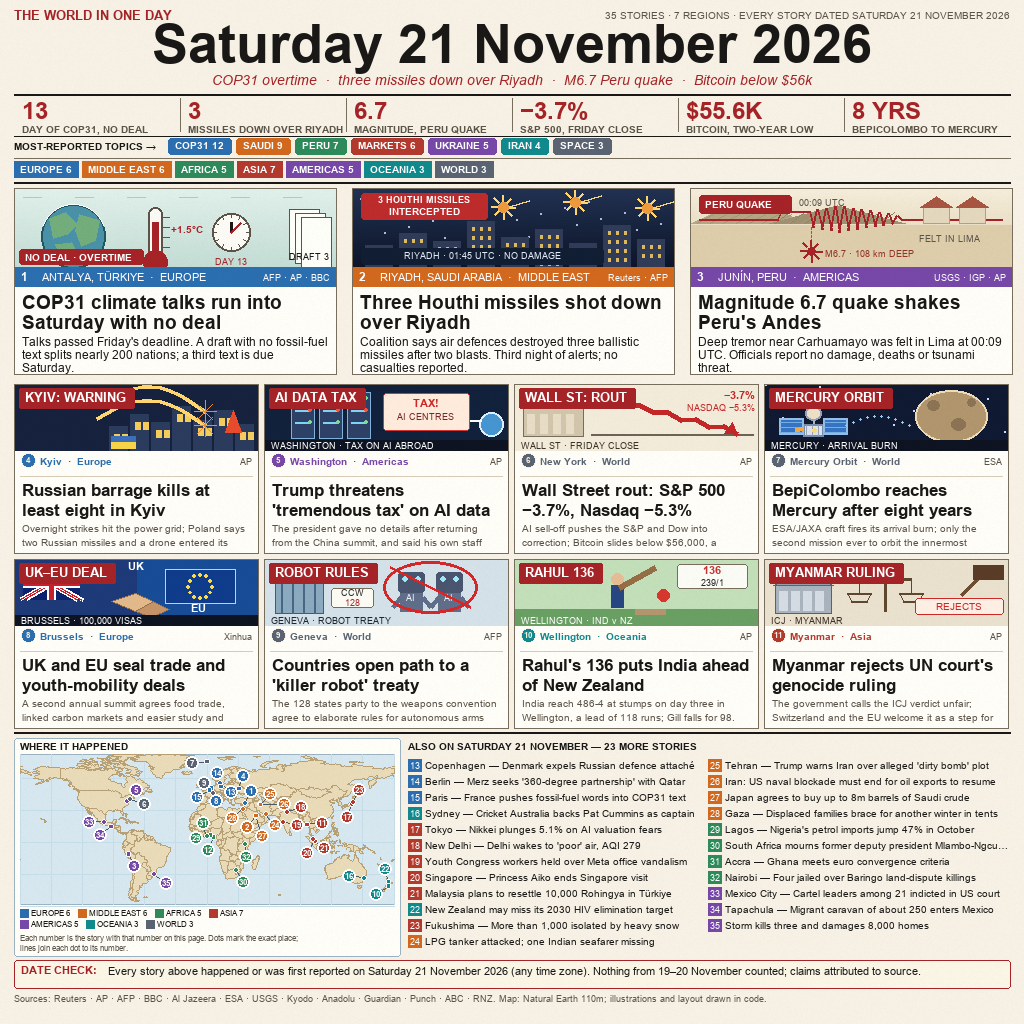 THE WORLD IN ONE DAY
35 STORIES · 7 REGIONS · EVERY STORY DATED SATURDAY 21 NOVEMBER 2026
Saturday 21 November 2026
COP31 overtime · three missiles down over Riyadh · M6.7 Peru quake · Bitcoin below $56k
13
DAY OF COP31, NO DEAL
3
MISSILES DOWN OVER RIYADH
6.7
MAGNITUDE, PERU QUAKE
−3.7%
S&P 500, FRIDAY CLOSE
$55.6K
BITCOIN, TWO-YEAR LOW
8 YRS
BEPICOLOMBO TO MERCURY
MOST-REPORTED TOPICS → COP31 12 SAUDI 9 PERU 7 MARKETS 6 UKRAINE 5 IRAN 4 SPACE 3
EUROPE 6 MIDDLE EAST 6 AFRICA 5 ASIA 7 AMERICAS 5 OCEANIA 3 WORLD 3
+1.5°C
NO DEAL · OVERTIME
DAY 13
DRAFT 3
1 ANTALYA, TÜRKIYE · EUROPE AFP · AP · BBC
COP31 climate talks run into
Saturday with no deal
Talks passed Friday's deadline. A draft with no fossil-fuel
text splits nearly 200 nations; a third text is due
Saturday.
3 HOUTHI MISSILES
INTERCEPTED
RIYADH · 01:45 UTC · NO DAMAGE
2 RIYADH, SAUDI ARABIA · MIDDLE EAST Reuters · AFP
Three Houthi missiles shot down
over Riyadh
Coalition says air defences destroyed three ballistic
missiles after two blasts. Third night of alerts; no
casualties reported.
PERU QUAKE
00:09 UTC
FELT IN LIMA
M6.7 · 108 km DEEP
3 JUNÍN, PERU · AMERICAS USGS · IGP · AP
Magnitude 6.7 quake shakes
Peru's Andes
Deep tremor near Carhuamayo was felt in Lima at 00:09
UTC. Officials report no damage, deaths or tsunami
threat.
KYIV: WARNING
4 Kyiv · Europe AP
Russian barrage kills at
least eight in Kyiv
Overnight strikes hit the power grid; Poland says
two Russian missiles and a drone entered its
AI DATA TAX
TAX!
AI CENTRES
WASHINGTON · TAX ON AI ABROAD
5 Washington · Americas AP
Trump threatens
'tremendous tax' on AI data
The president gave no details after returning
from the China summit, and said his own staff
WALL ST: ROUT
−3.7%
NASDAQ −5.3%
WALL ST · FRIDAY CLOSE
6 New York · World AP
Wall Street rout: S&P 500
−3.7%, Nasdaq −5.3%
AI sell-off pushes the S&P and Dow into
correction; Bitcoin slides below $56,000, a
MERCURY ORBIT
MERCURY · ARRIVAL BURN
7 Mercury Orbit · World ESA
BepiColombo reaches
Mercury after eight years
ESA/JAXA craft fires its arrival burn; only the
second mission ever to orbit the innermost
UK–EU DEAL
UK
EU
BRUSSELS · 100,000 VISAS
8 Brussels · Europe Xinhua
UK and EU seal trade and
youth-mobility deals
A second annual summit agrees food trade,
linked carbon markets and easier study and
ROBOT RULES
CCW
128
AI
AI
GENEVA · ROBOT TREATY
9 Geneva · World AFP
Countries open path to a
'killer robot' treaty
The 128 states party to the weapons convention
agree to elaborate rules for autonomous arms
RAHUL 136
136
239/1
WELLINGTON · IND v NZ
10 Wellington · Oceania AP
Rahul's 136 puts India ahead
of New Zealand
India reach 486-4 at stumps on day three in
Wellington, a lead of 118 runs; Gill falls for 98.
MYANMAR RULING
REJECTS
ICJ · MYANMAR
11 Myanmar · Asia AP
Myanmar rejects UN court's
genocide ruling
The government calls the ICJ verdict unfair;
Switzerland and the EU welcome it as a step for
WHERE IT HAPPENED
EUROPE 6 MIDDLE EAST 6 AFRICA 5 ASIA 7
AMERICAS 5 OCEANIA 3 WORLD 3
Each number is the story with that number on this page. Dots mark the exact place;
lines join each dot to its number.
ALSO ON SATURDAY 21 NOVEMBER — 23 MORE STORIES
13 Copenhagen — Denmark expels Russian defence attaché
14 Berlin — Merz seeks '360-degree partnership' with Qatar
15 Paris — France pushes fossil-fuel words into COP31 text
16 Sydney — Cricket Australia backs Pat Cummins as captain
17 Tokyo — Nikkei plunges 5.1% on AI valuation fears
18 New Delhi — Delhi wakes to 'poor' air, AQI 279
19 Youth Congress workers held over Meta office vandalism
20 Singapore — Princess Aiko ends Singapore visit
21 Malaysia plans to resettle 10,000 Rohingya in Türkiye
22 New Zealand may miss its 2030 HIV elimination target
23 Fukushima — More than 1,000 isolated by heavy snow
24 LPG tanker attacked; one Indian seafarer missing
25 Tehran — Trump warns Iran over alleged 'dirty bomb' plot
26 Iran: US naval blockade must end for oil exports to resume
27 Japan agrees to buy up to 8m barrels of Saudi crude
28 Gaza — Displaced families brace for another winter in tents
29 Lagos — Nigeria's petrol imports jump 47% in October
30 South Africa mourns former deputy president Mlambo-Ngcu...
31 Accra — Ghana meets euro convergence criteria
32 Nairobi — Four jailed over Baringo land-dispute killings
33 Mexico City — Cartel leaders among 21 indicted in US court
34 Tapachula — Migrant caravan of about 250 enters Mexico
35 Storm kills three and damages 8,000 homes
DATE CHECK: Every story above happened or was first reported on Saturday 21 November 2026 (any time zone). Nothing from 19–20 November counted; claims attributed to source.
Sources: Reuters · AP · AFP · BBC · Al Jazeera · ESA · USGS · Kyodo · Anadolu · Guardian · Punch · ABC · RNZ. Map: Natural Earth 110m; illustrations and layout drawn in code.